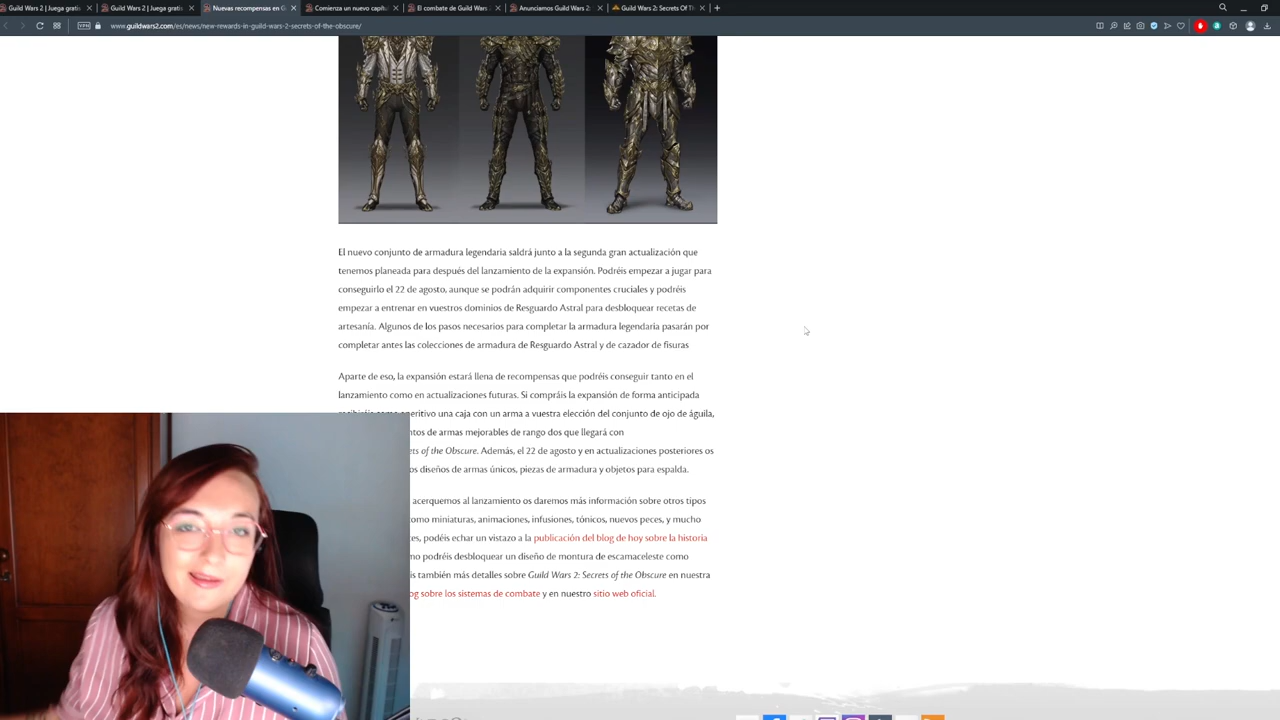 Guild Wars 2 | Juega grati
Guild Wars 2 | Juega gratis
Nuevas recompensas en G
Comienza un nuevo capítul
El combate de Guild Wars
Anunciamos Guild Wars 2:
Guild Wars 2: Secrets Of Th
VPN
www.guildwars2.com/es/news/new-rewards-in-guild-wars-2-secrets-of-the-obscure/
El nuevo conjunto de armadura legendaria saldrá junto a la segunda gran actualización que
tenemos planeada para después del lanzamiento de la expansión. Podréis empezar a jugar para
conseguirlo el 22 de agosto, aunque se podrán adquirir componentes cruciales y podréis
empezar a entrenar en vuestros dominios de Resguardo Astral para desbloquear recetas de
artesanía. Algunos de los pasos necesarios para completar la armadura legendaria pasarán por
completar antes las colecciones de armadura de Resguardo Astral y de cazador de fisuras
Aparte de eso, la expansión estará llena de recompensas que podréis conseguir tanto en el
lanzamiento como en actualizaciones futuras. Si compráis la expansión de forma anticipada
recibiréis como aperitivo una caja con un arma a vuestra elección del conjunto de ojo de águila,
ntos de armas mejorables de rango dos que llegará con
ets of the Obscure. Además, el 22 de agosto y en actualizaciones posteriores os
os diseños de armas únicos, piezas de armadura y objetos para espalda.
acerquemos al lanzamiento os daremos más información sobre otros tipos
como miniaturas, animaciones, infusiones, tónicos, nuevos peces, y mucho
es, podéis echar un vistazo a la publicación del blog de hoy sobre la historia
mo podréis desbloquear un diseño de montura de escamaceleste como
is también más detalles sobre Guild Wars 2: Secrets of the Obscure en nuestra
og sobre los sistemas de combate y en nuestro sitio web oficial.